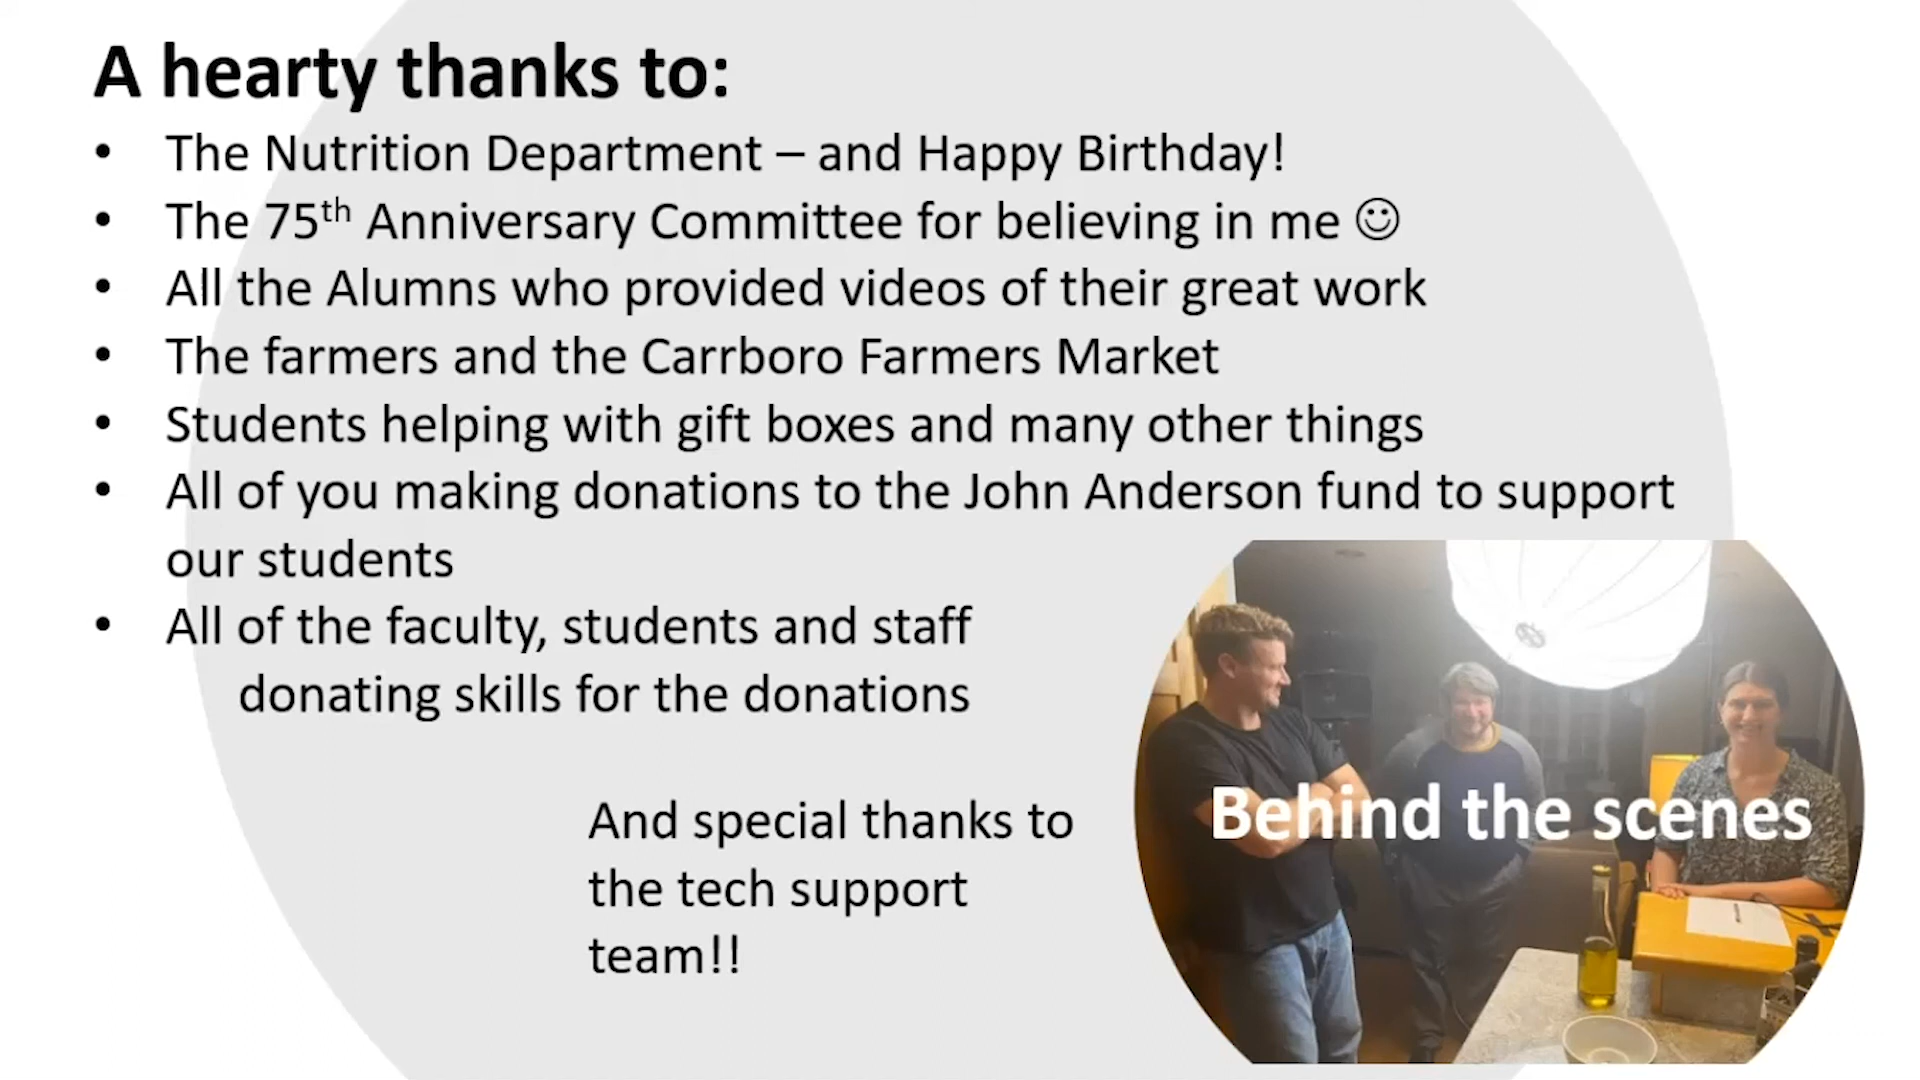 A hearty thanks to:
• The Nutrition Department – and Happy Birthday!
• The 75th Anniversary Committee for believing in me ☺
• All the Alumns who provided videos of their great work
• The farmers and the Carrboro Farmers Market
• Students helping with gift boxes and many other things
• All of you making donations to the John Anderson fund to support
our students
• All of the faculty, students and staff
donating skills for the donations
And special thanks to
the tech support
team!!
Behind the scenes